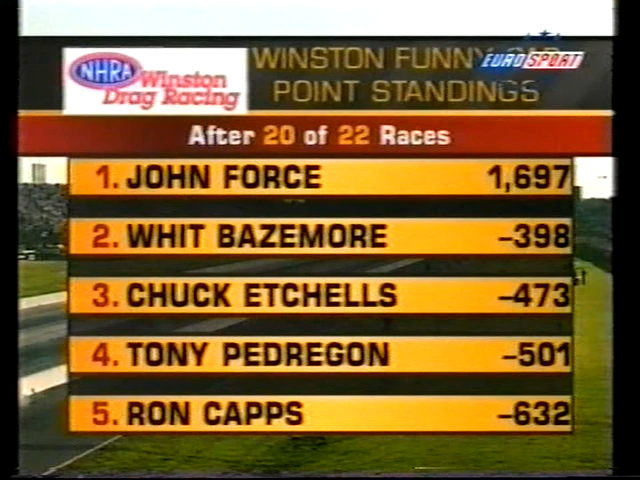 NHRA
Winston
Drag Racing
WINSTON FUNNY CAR
EUROSPORT
POINT STANDINGS
After 20 of 22 Races
1. JOHN FORCE 1,697
2. WHIT BAZEMORE -398
3. CHUCK ETCHELLS -473
4. TONY PEDREGON -501
5. RON CAPPS -632